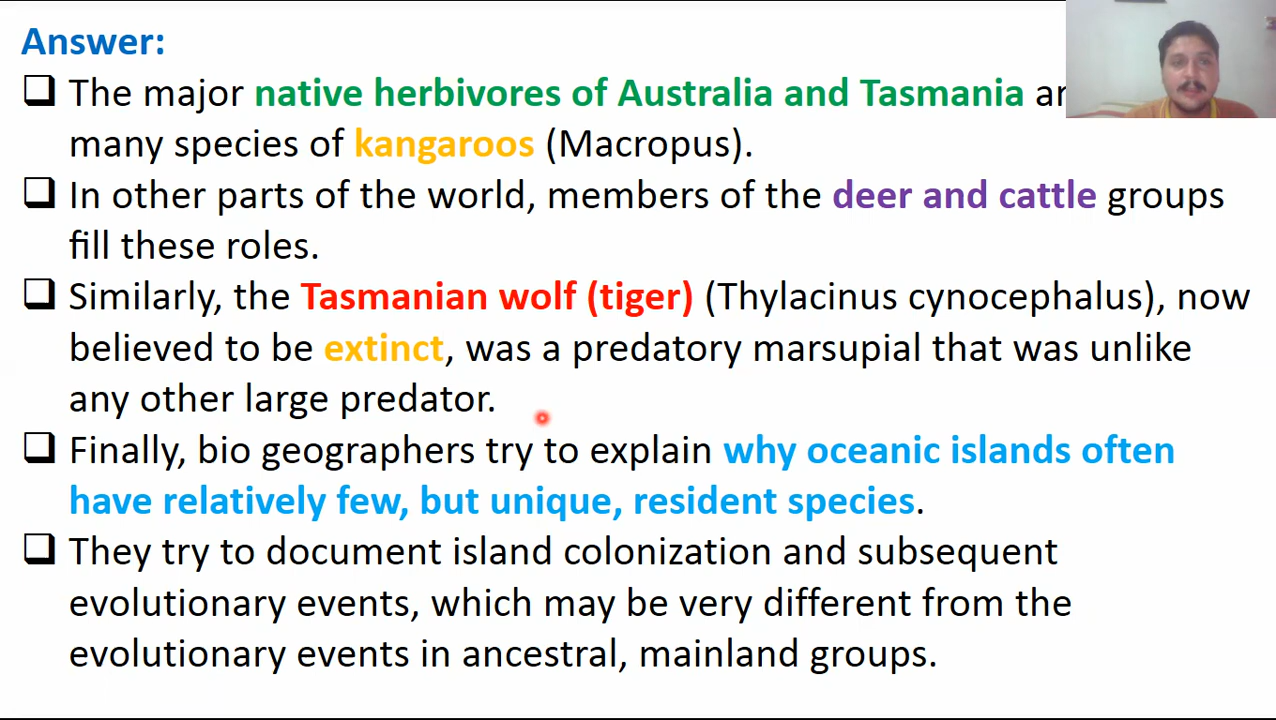 Answer:
❑ The major native herbivores of Australia and Tasmania
many species of kangaroos (Macropus).
❑ In other parts of the world, members of the deer and cattle groups
fill these roles.
❑ Similarly, the Tasmanian wolf (tiger) (Thylacinus cynocephalus), now
believed to be extinct, was a predatory marsupial that was unlike
any other large predator.
❑ Finally, bio geographers try to explain why oceanic islands often
have relatively few, but unique, resident species.
❑ They try to document island colonization and subsequent
evolutionary events, which may be very different from the
evolutionary events in ancestral, mainland groups.